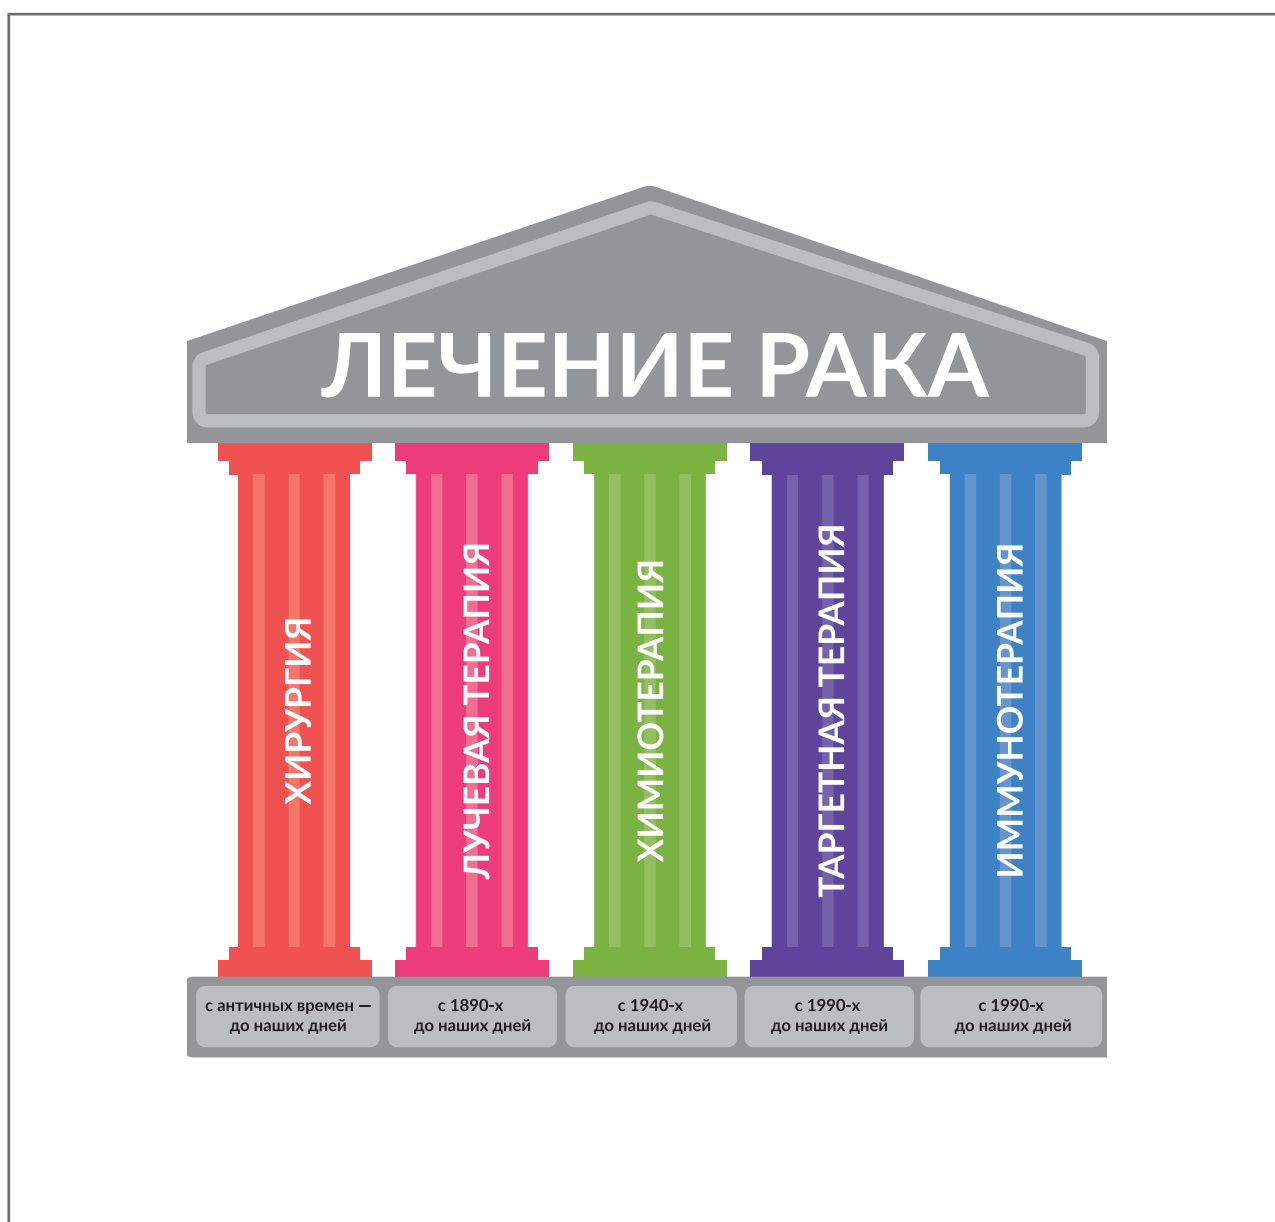 ЛЕЧЕНИЕ РАКА
ХИРУРГИЯ
ЛУЧЕВАЯ ТЕРАПИЯ
ХИМИОТЕРАПИЯ
ТАРГЕТНАЯ ТЕРАПИЯ
ИММУНОТЕРАПИЯ
с античных времен —
до наших дней
с 1890-х
до наших дней
с 1940-х
до наших дней
с 1990-х
до наших дней
с 1990-х
до наших дней